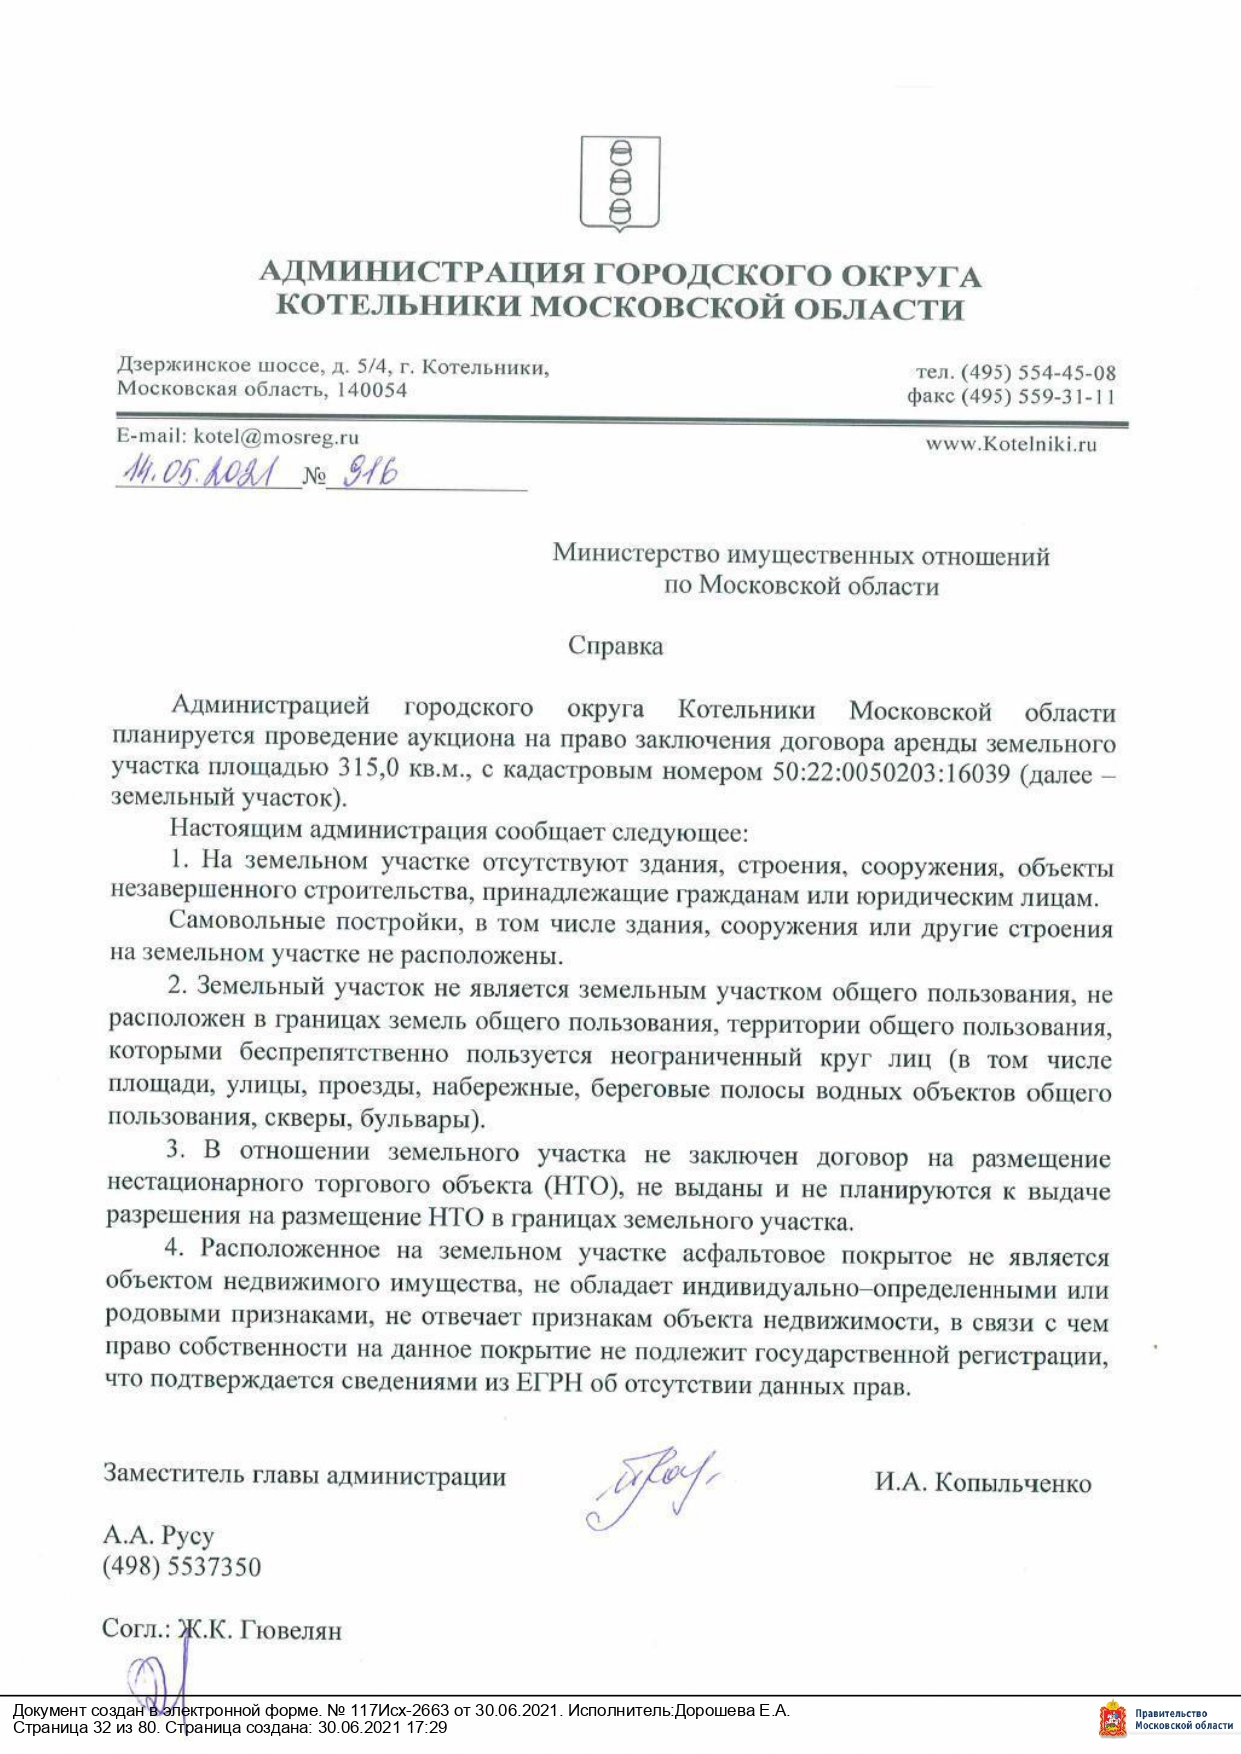 АДМИНИСТРАЦИЯ ГОРОДСКОГО ОКРУГА
КОТЕЛЬНИКИ МОСКОВСКОЙ ОБЛАСТИ
Дзержинское шоссе, д. 5/4, г. Котельники,
Московская область, 140054
тел. (495) 554-45-08
факс (495) 559-31-11
E-mail: kotel@mosreg.ru
www.Kotelniki.ru
14.05.2021 № 916
Министерство имущественных отношений
по Московской области
Справка
Администрацией городского округа Котельники Московской области
планируется проведение аукциона на право заключения договора аренды земельного
участка площадью 315,0 кв.м., с кадастровым номером 50:22:0050203:16039 (далее –
земельный участок).
Настоящим администрация сообщает следующее:
1. На земельном участке отсутствуют здания, строения, сооружения, объекты
незавершенного строительства, принадлежащие гражданам или юридическим лицам.
Самовольные постройки, в том числе здания, сооружения или другие строения
на земельном участке не расположены.
2. Земельный участок не является земельным участком общего пользования, не
расположен в границах земель общего пользования, территории общего пользования,
которыми беспрепятственно пользуется неограниченный круг лиц (в том числе
площади, улицы, проезды, набережные, береговые полосы водных объектов общего
пользования, скверы, бульвары).
3. В отношении земельного участка не заключен договор на размещение
нестационарного торгового объекта (НТО), не выданы и не планируются к выдаче
разрешения на размещение НТО в границах земельного участка.
4. Расположенное на земельном участке асфальтовое покрытое не является
объектом недвижимого имущества, не обладает индивидуально–определенными или
родовыми признаками, не отвечает признакам объекта недвижимости, в связи с чем
право собственности на данное покрытие не подлежит государственной регистрации,
что подтверждается сведениями из ЕГРН об отсутствии данных прав.
Заместитель главы администрации
И.А. Копыльченко
А.А. Русу
(498) 5537350
Согл.: Ж.К. Гювелян
Документ создан в электронной форме. № 117Исх-2663 от 30.06.2021. Исполнитель:Дорошева Е.А.
Страница 32 из 80. Страница создана: 30.06.2021 17:29
Правительство
Московской области